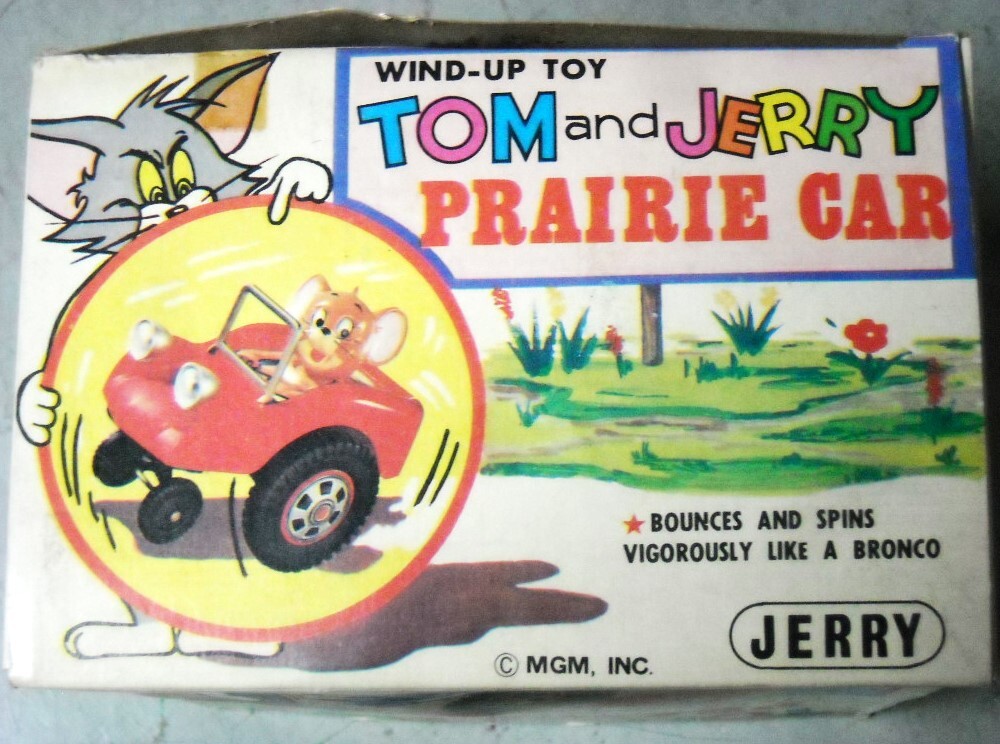 WIND-UP TOY
TOM and JERRY
PRAIRIE CAR
★ BOUNCES AND SPINS
VIGOROUSLY LIKE A BRONCO
JERRY
© MGM, INC.